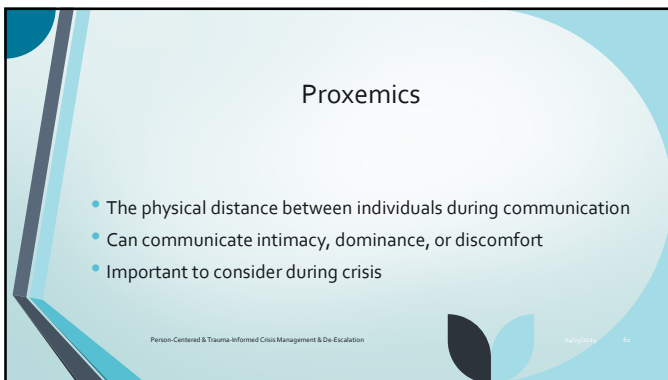 Proxemics
The physical distance between individuals during communication
Can communicate intimacy, dominance, or discomfort
Important to consider during crisis
Person-Centered & Trauma-Informed Crisis Management & De-Escalation